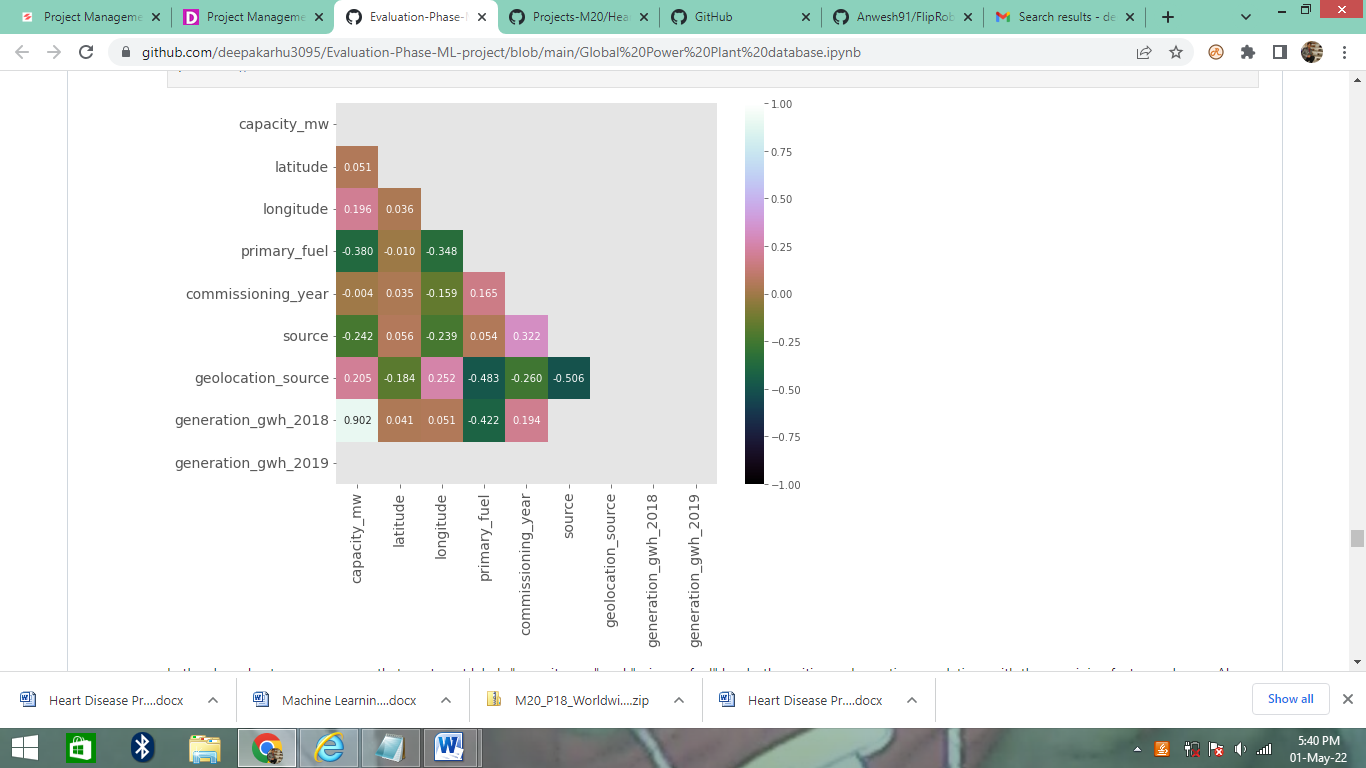 Project Manageme
Project Manageme
Evaluation-Phase-M
Projects-M20/Hea
GitHub
Anwesh91/FlipRob
Search results - de
github.com/deepakarhu3095/Evaluation-Phase-ML-project/blob/main/Global%20Power%20Plant%20database.ipynb
capacity_mw
latitude
0.051
longitude
0.196 0.036
primary_fuel
-0.380 -0.010 -0.348
commissioning_year
-0.004 0.035 -0.159 0.165
source
-0.242 0.056 -0.239 0.054 0.322
geolocation_source
0.205 -0.184 0.252 -0.483 -0.260 -0.506
generation_gwh_2018
0.902 0.041 0.051 -0.422 0.194
generation_gwh_2019
capacity_mw
latitude
longitude
primary_fuel
commissioning_year
source
geolocation_source
generation_gwh_2018
generation_gwh_2019
1.00
0.75
0.50
0.25
0.00
−0.25
−0.50
−0.75
−1.00
Heart Disease Pr....docx
Machine Learnin....docx
M20_P18_Worldwi....zip
Heart Disease Pr....docx
Show all
5:40 PM
01-May-22